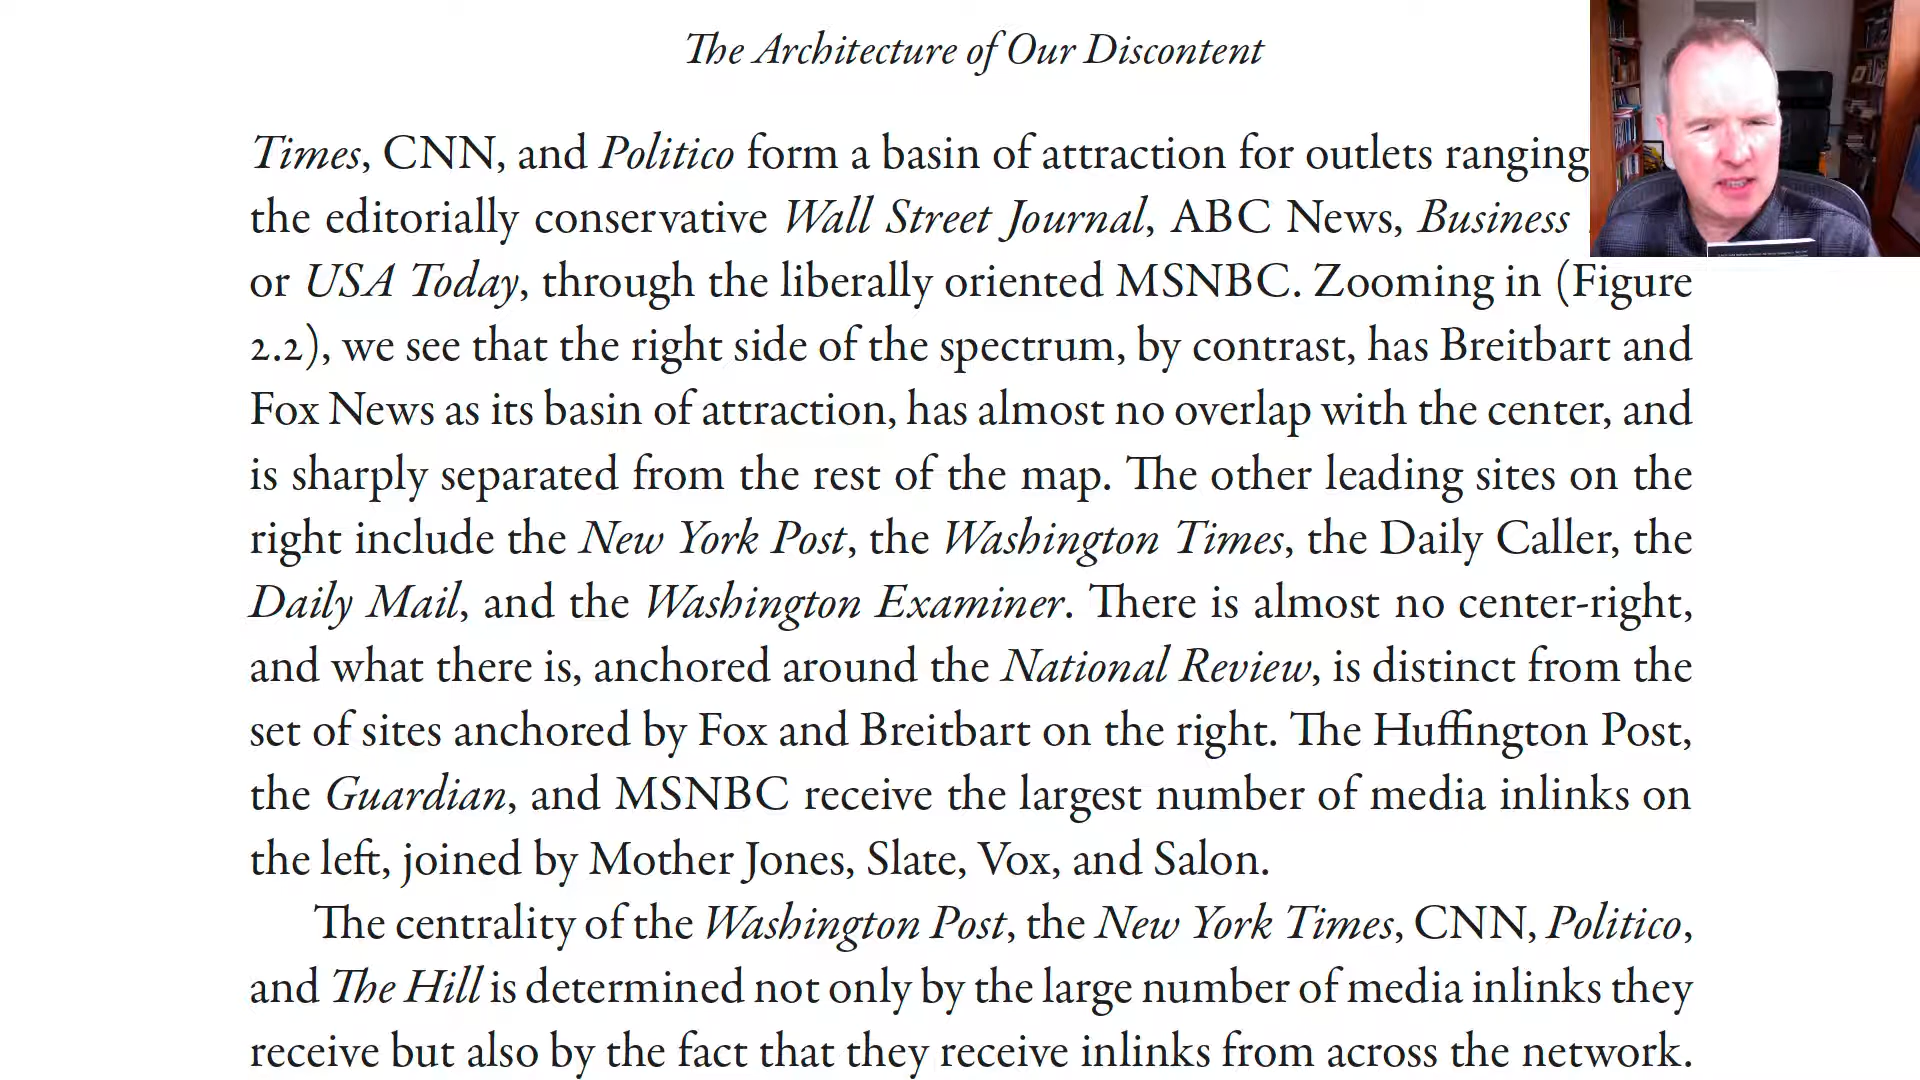 The Architecture of Our Discontent
Times, CNN, and Politico form a basin of attraction for outlets ranging
the editorially conservative Wall Street Journal, ABC News, Business
or USA Today, through the liberally oriented MSNBC. Zooming in (Figure
2.2), we see that the right side of the spectrum, by contrast, has Breitbart and
Fox News as its basin of attraction, has almost no overlap with the center, and
is sharply separated from the rest of the map. The other leading sites on the
right include the New York Post, the Washington Times, the Daily Caller, the
Daily Mail, and the Washington Examiner. There is almost no center-right,
and what there is, anchored around the National Review, is distinct from the
set of sites anchored by Fox and Breitbart on the right. The Huffington Post,
the Guardian, and MSNBC receive the largest number of media inlinks on
the left, joined by Mother Jones, Slate, Vox, and Salon.
The centrality of the Washington Post, the New York Times, CNN, Politico,
and The Hill is determined not only by the large number of media inlinks they
receive but also by the fact that they receive inlinks from across the network.